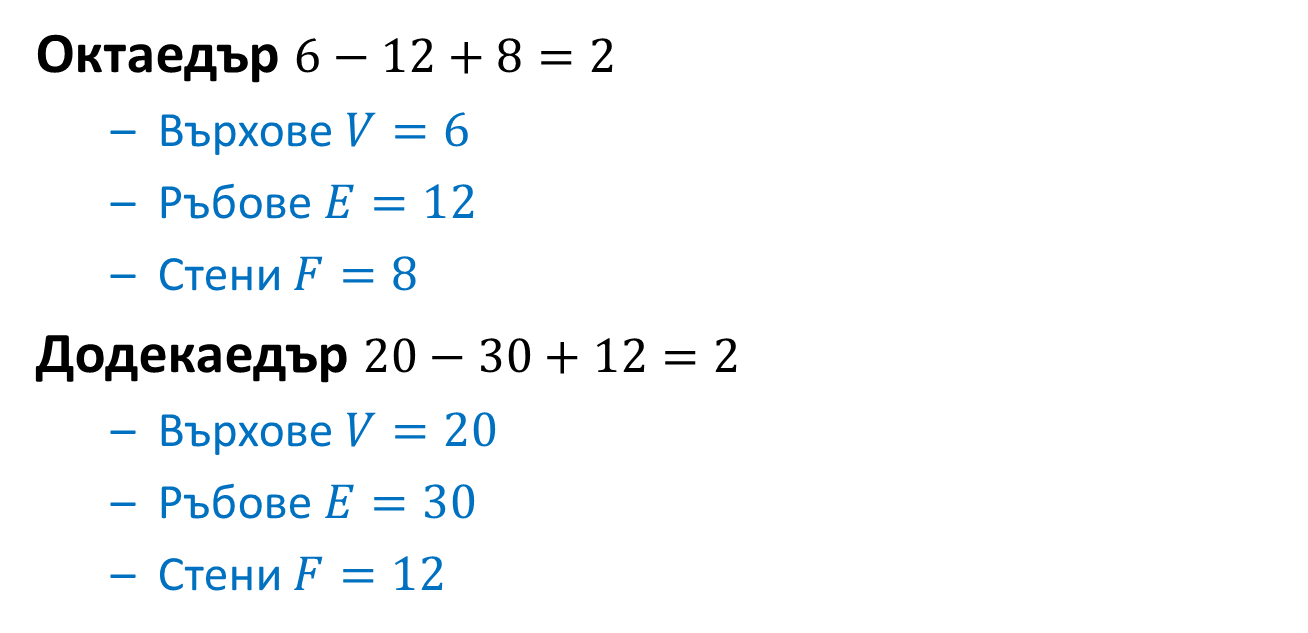 Октаедър 6 − 12 + 8 = 2
– Върхове V = 6
– Ръбове E = 12
– Стени F = 8
Додекаедър 20 − 30 + 12 = 2
– Върхове V = 20
– Ръбове E = 30
– Стени F = 12